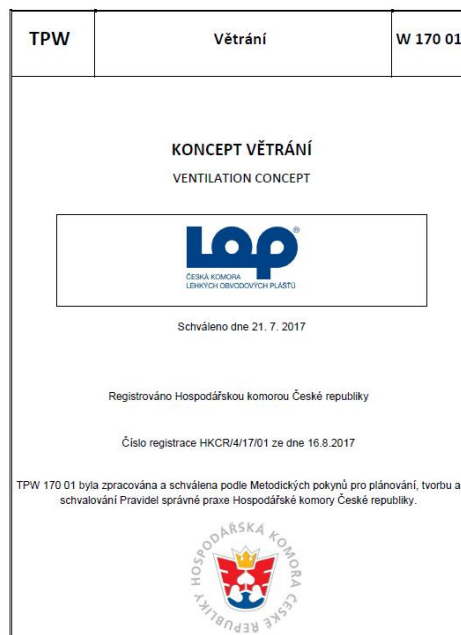 TPW
Větrání
W 170 01
KONCEPT VĚTRÁNÍ
VENTILATION CONCEPT
LOP®
ČESKÁ KOMORA
LEHKÝCH OBVODOVÝCH PLÁŠŤŮ
Schváleno dne 21. 7. 2017
Registrováno Hospodářskou komorou České republiky
Číslo registrace HKCR/4/17/01 ze dne 16.8.2017
TPW 170 01 byla zpracována a schválena podle Metodických pokynů pro plánování, tvorbu a
schvalování Pravidel správné praxe Hospodářské komory České republiky.
HOSPODÁŘSKÁ KOMORA ČESKÉ REPUBLIKY